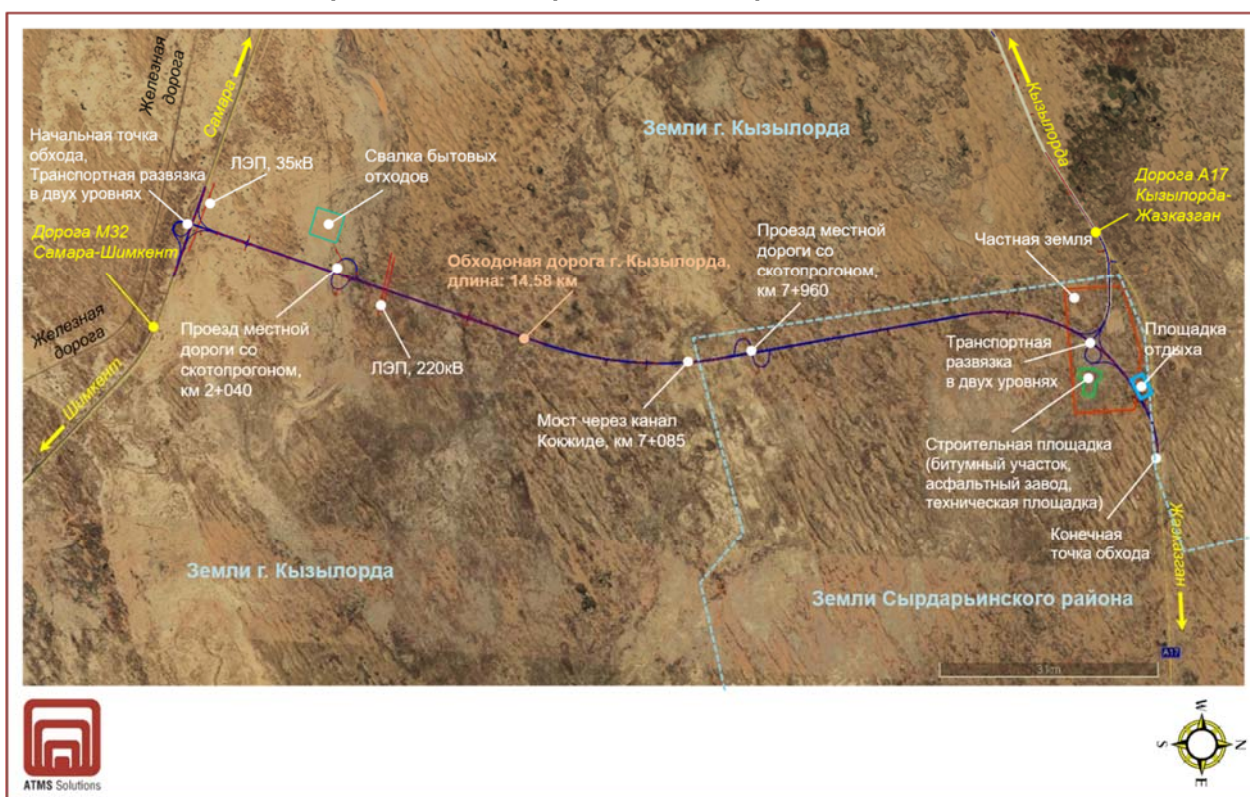 Железная
дорога
Самара
Начальная точка
обхода,
Транспортная развязка
в двух уровнях
ЛЭП, 35кВ
Свалка бытовых
отходов
Земли г. Кызылорда
Кызылорда
Дорога А17
Кызылорда-
Жазказган
Дорога М32
Самара-Шимкент
Железная
дорога
Шимкент
Проезд местной
дороги со
скотопрогоном,
км 2+040
ЛЭП, 220кВ
Обходоная дорога г. Кызылорда,
длина: 14.58 км
Проезд местной
дороги со
скотопрогоном,
км 7+960
Мост через канал
Кокжиде, км 7+085
Частная земля
Транспортная
развязка
в двух уровнях
Площадка
отдыха
Строительная площадка
(битумный участок,
асфальтный завод,
техническая площадка)
Конечная
точка обхода
Жазказган
Земли г. Кызылорда
Земли Сырдарьинского района
A17
3 km
ATMS Solutions
W
S
N
E